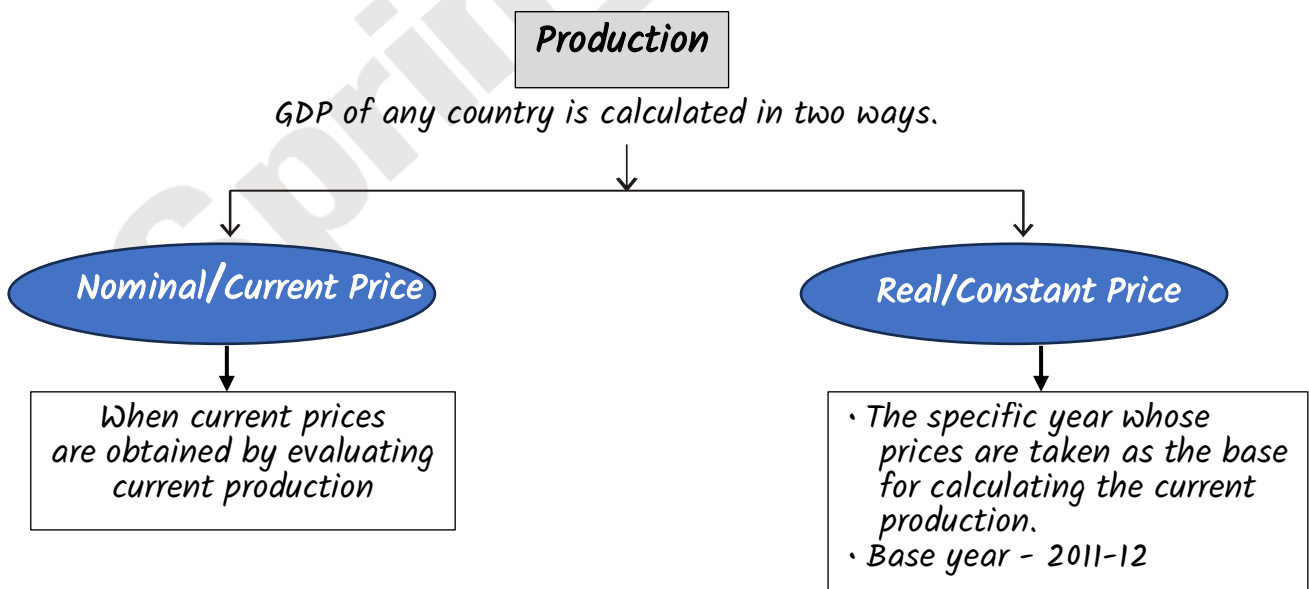 Production
GDP of any country is calculated in two ways.
Nominal/Current Price
Real/Constant Price
When current prices
are obtained by evaluating
current production
• The specific year whose
prices are taken as the base
for calculating the current
production.
• Base year - 2011-12